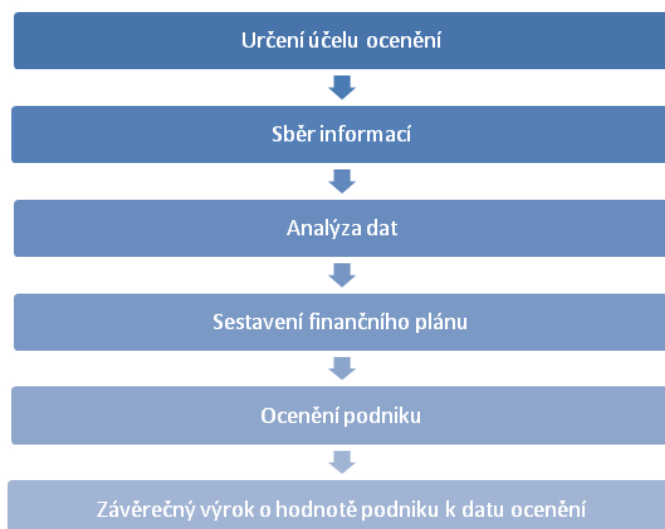 Určení účelu ocenění
Sběr informací
Analýza dat
Sestavení finančního plánu
Ocenění podniku
Závěrečný výrok o hodnotě podniku k datu ocenění